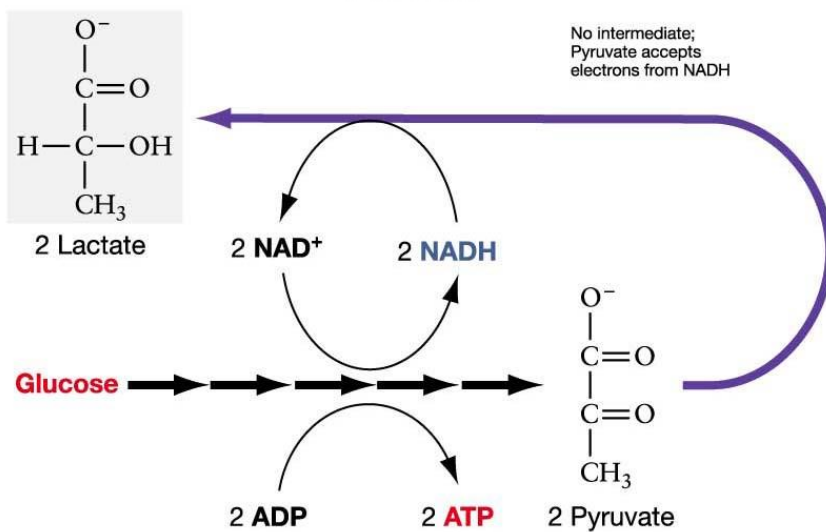 No intermediate;
Pyruvate accepts
electrons from NADH
O⁻
C=O
H—C—OH
CH₃
2 Lactate
2 NAD⁺
2 NADH
O⁻
C=O
C=O
CH₃
Glucose
2 ADP
2 ATP
2 Pyruvate